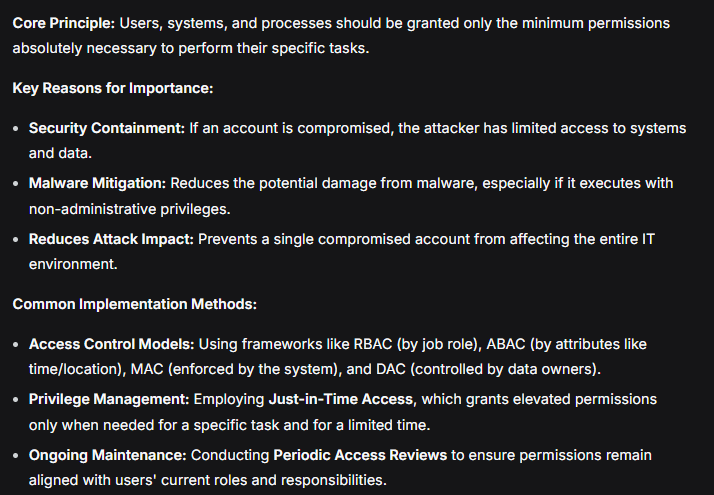 Core Principle: Users, systems, and processes should be granted only the minimum permissions
absolutely necessary to perform their specific tasks.
Key Reasons for Importance:
• Security Containment: If an account is compromised, the attacker has limited access to systems
and data.
• Malware Mitigation: Reduces the potential damage from malware, especially if it executes with
non-administrative privileges.
• Reduces Attack Impact: Prevents a single compromised account from affecting the entire IT
environment.
Common Implementation Methods:
• Access Control Models: Using frameworks like RBAC (by job role), ABAC (by attributes like
time/location), MAC (enforced by the system), and DAC (controlled by data owners).
• Privilege Management: Employing Just-in-Time Access, which grants elevated permissions
only when needed for a specific task and for a limited time.
• Ongoing Maintenance: Conducting Periodic Access Reviews to ensure permissions remain
aligned with users' current roles and responsibilities.